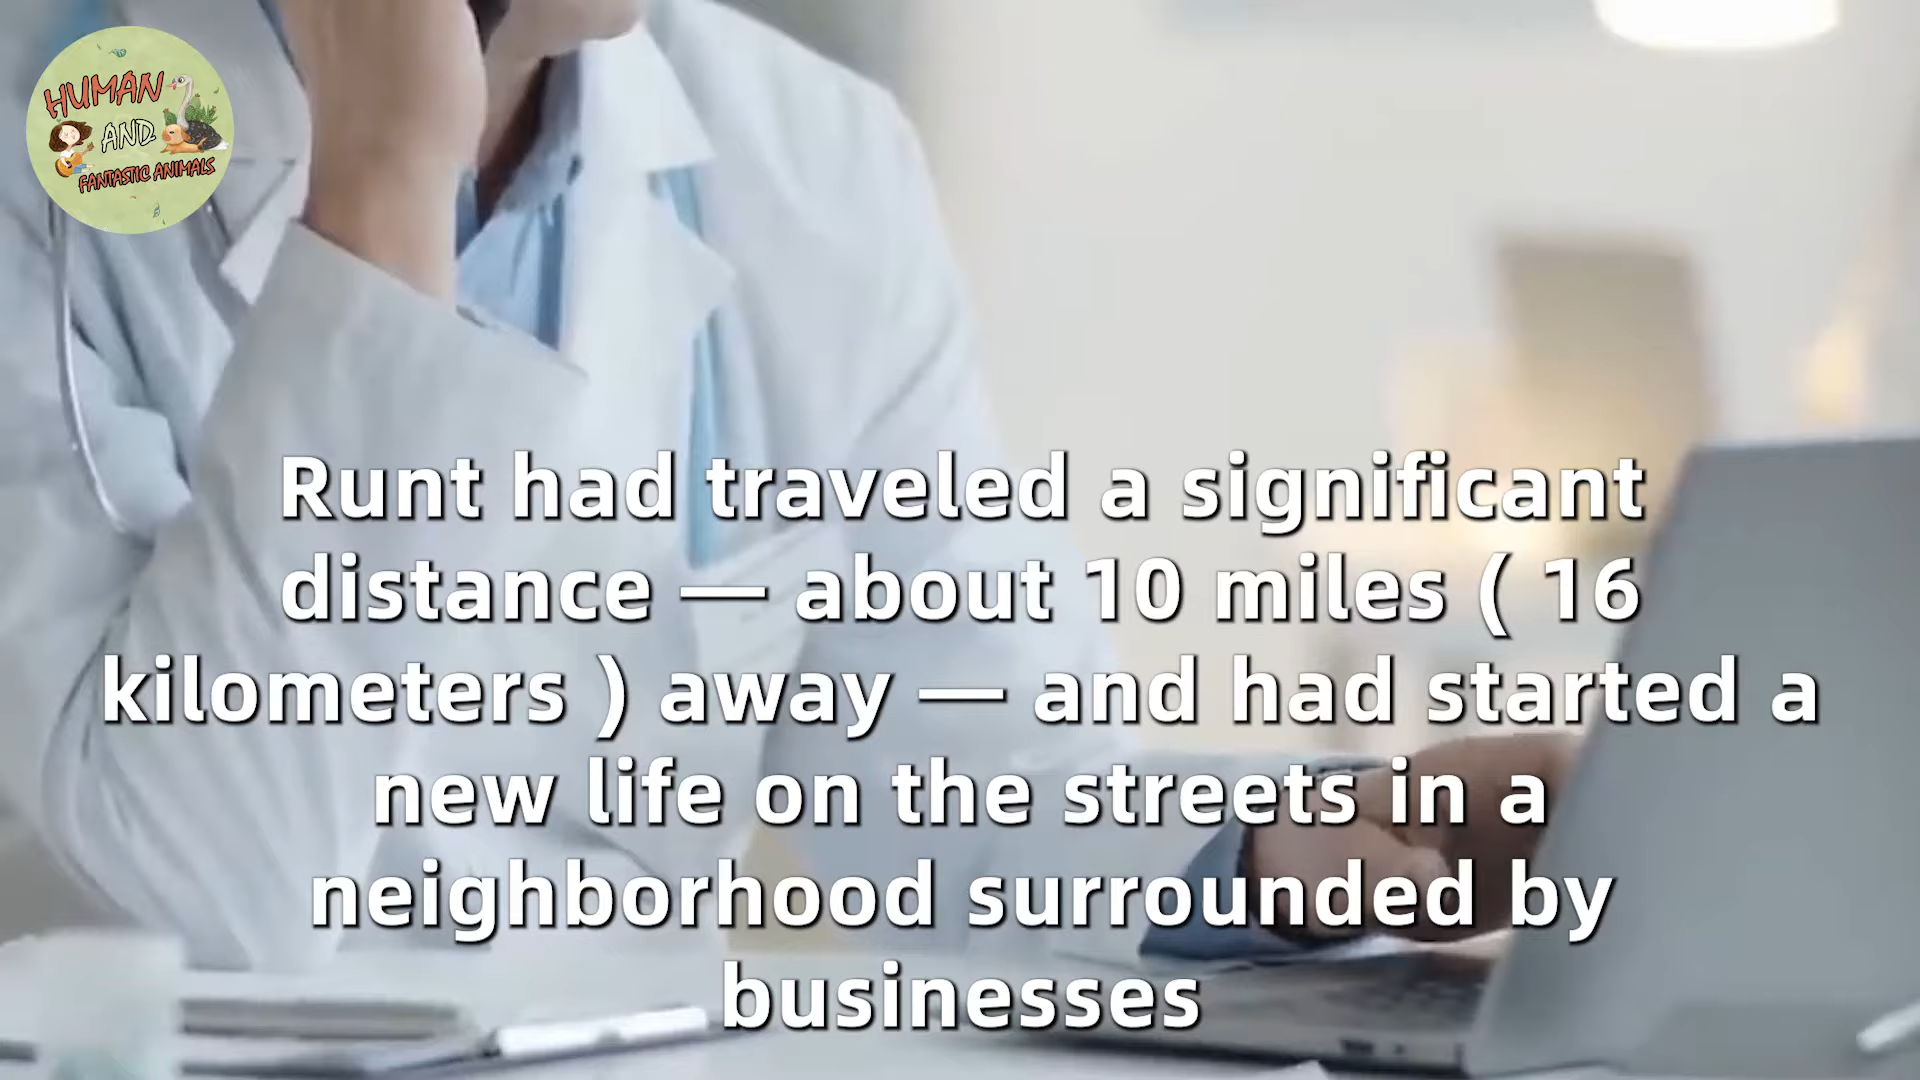 HUMAN
AND
FANTASTIC ANIMALS
Runt had traveled a significant
distance — about 10 miles ( 16
kilometers ) away — and had started a
new life on the streets in a
neighborhood surrounded by
businesses